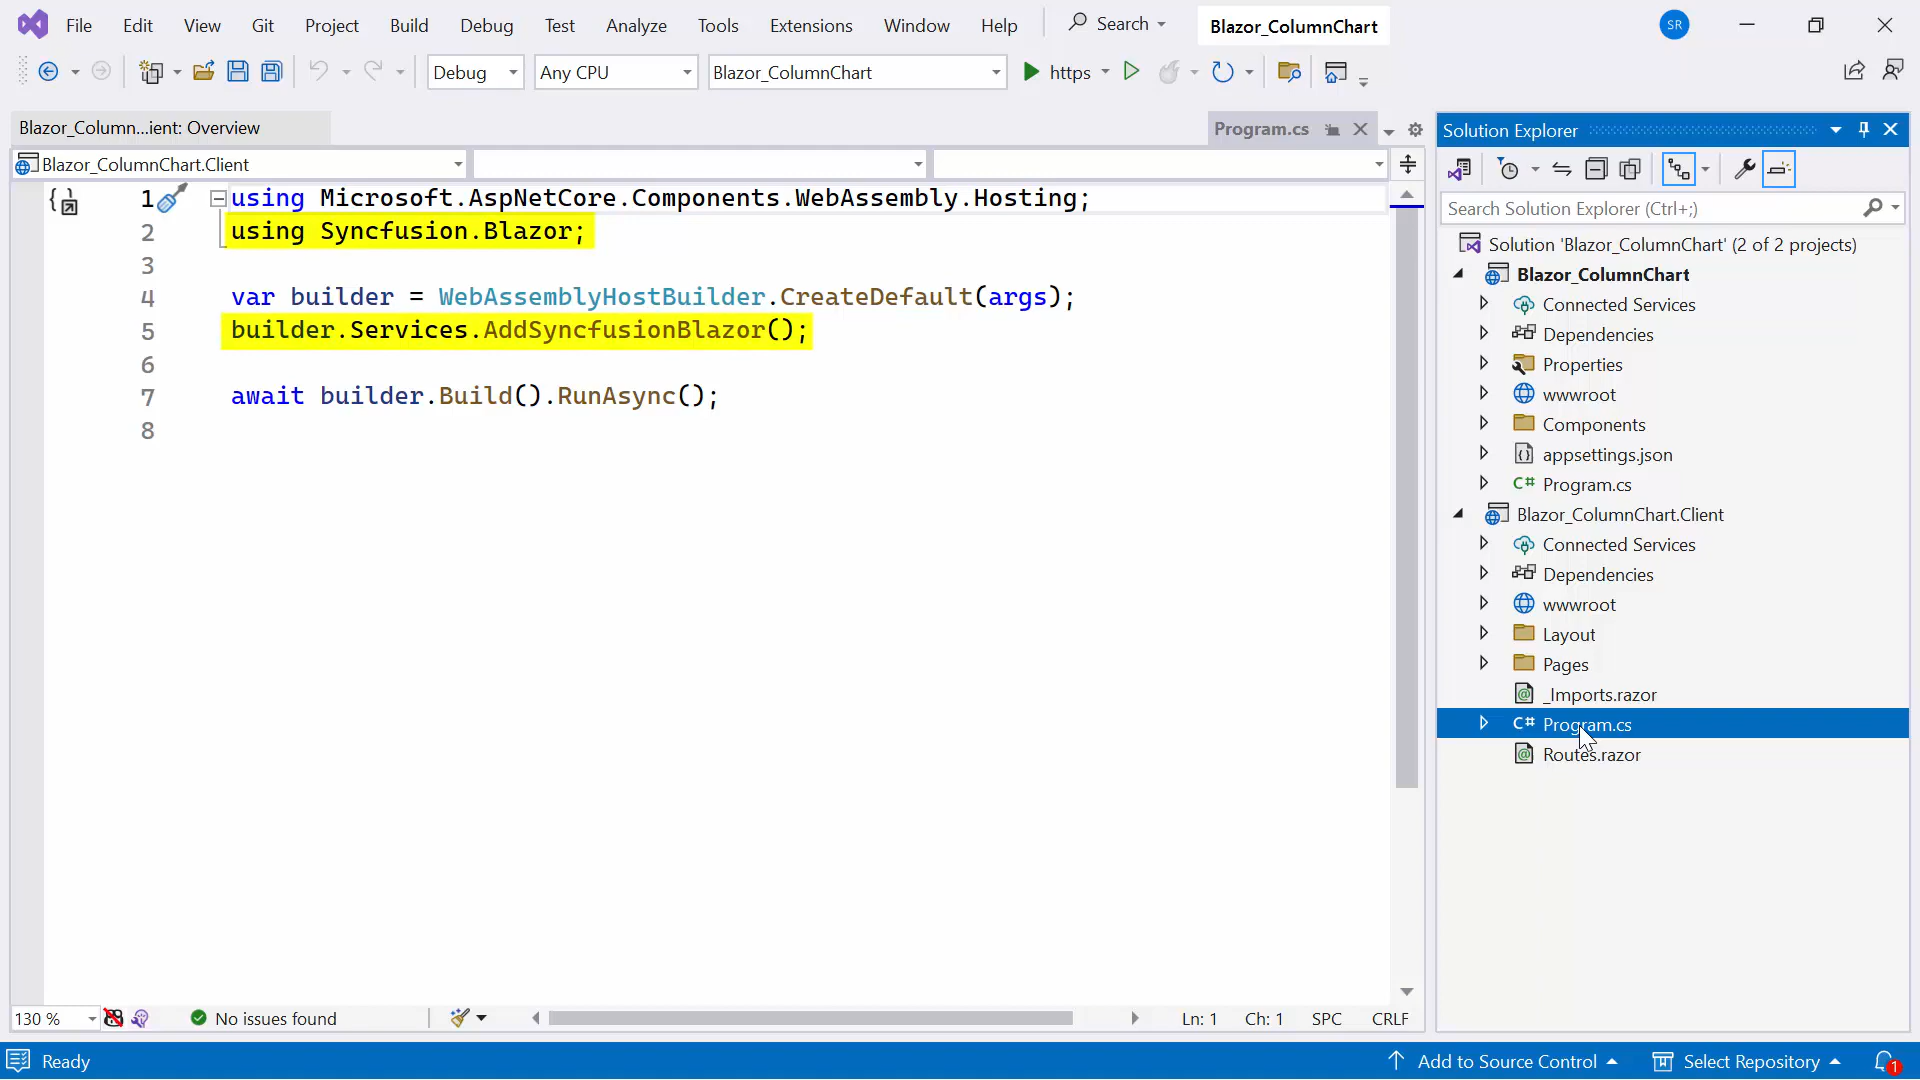 File Edit View Git Project Build Debug Test Analyze Tools Extensions Window Help Search Blazor_ColumnChart SR
Debug Any CPU Blazor_ColumnChart https
Blazor_Column...ient: Overview Program.cs
Blazor_ColumnChart.Client
1 using Microsoft.AspNetCore.Components.WebAssembly.Hosting;
2 using Syncfusion.Blazor;
3
4 var builder = WebAssemblyHostBuilder.CreateDefault(args);
5 builder.Services.AddSyncfusionBlazor();
6
7 await builder.Build().RunAsync();
8
130 % No issues found Ln: 1 Ch: 1 SPC CRLF
Solution Explorer
Search Solution Explorer (Ctrl+;)
Solution 'Blazor_ColumnChart' (2 of 2 projects)
Blazor_ColumnChart
Connected Services
Dependencies
Properties
wwwroot
Components
appsettings.json
C# Program.cs
Blazor_ColumnChart.Client
Connected Services
Dependencies
wwwroot
Layout
Pages
_Imports.razor
C# Program.cs
Routes.razor
Ready Add to Source Control Select Repository 1